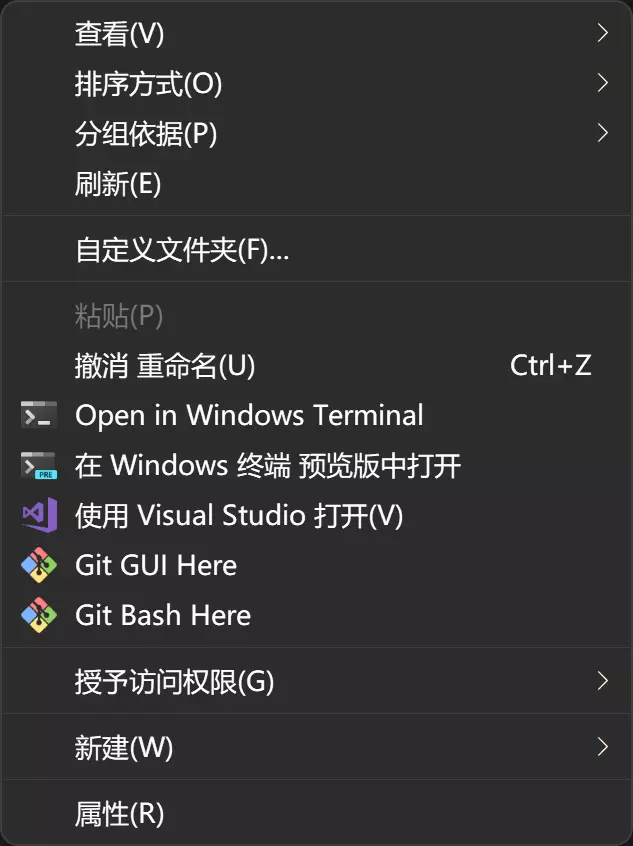 查看(V)
排序方式(O)
分组依据(P)
刷新(E)
自定义文件夹(F)...
粘贴(P)
撤消 重命名(U) Ctrl+Z
Open in Windows Terminal
在 Windows 终端 预览版中打开
PRE
使用 Visual Studio 打开(V)
Git GUI Here
Git Bash Here
授予访问权限(G)
新建(W)
属性(R)